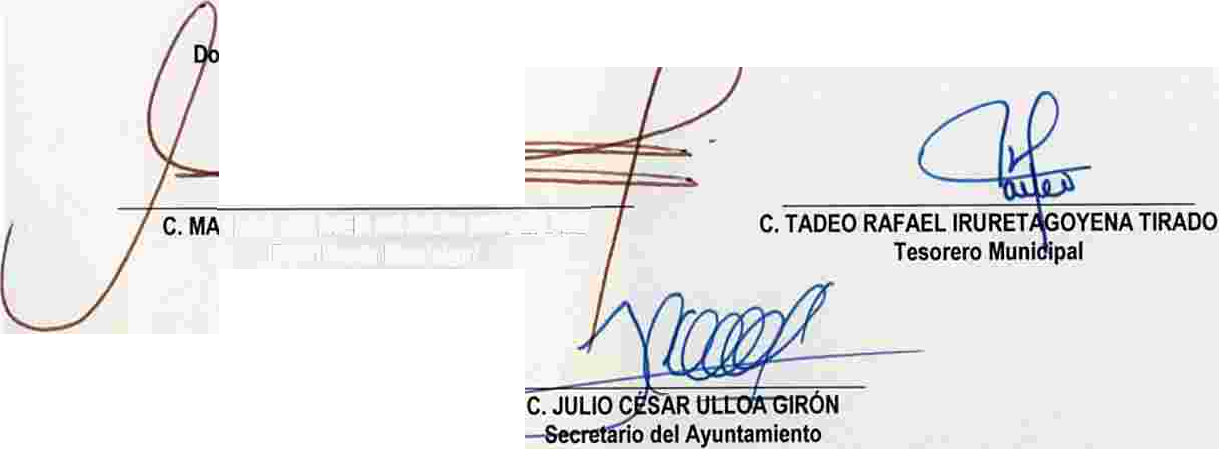 Do
C. MA
C. TADEO RAFAEL IRURETAGOYENA TIRADO
Tesorero Municipal
C. JULIO CÉSAR ULLOA GIRÓN
Secretario del Ayuntamiento